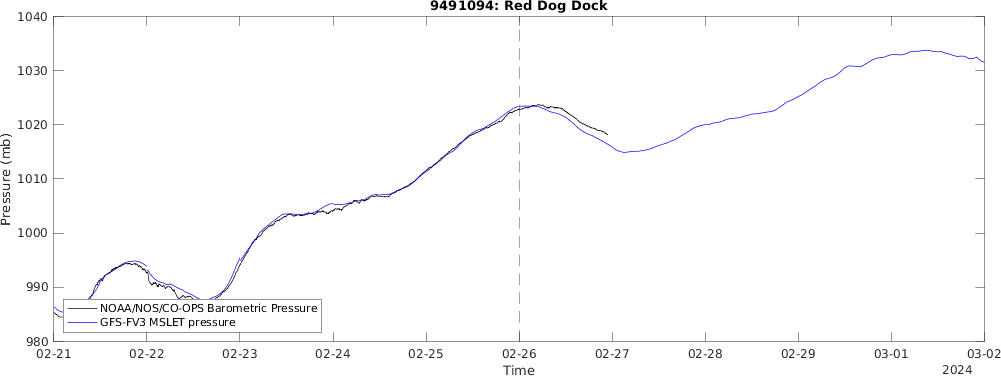 9491094: Red Dog Dock
Pressure (mb)
1040
1030
1020
1010
1000
990
980
NOAA/NOS/CO-OPS Barometric Pressure
GFS-FV3 MSLET pressure
02-21 02-22 02-23 02-24 02-25 02-26 02-27 02-28 02-29 03-01 03-02
Time
2024